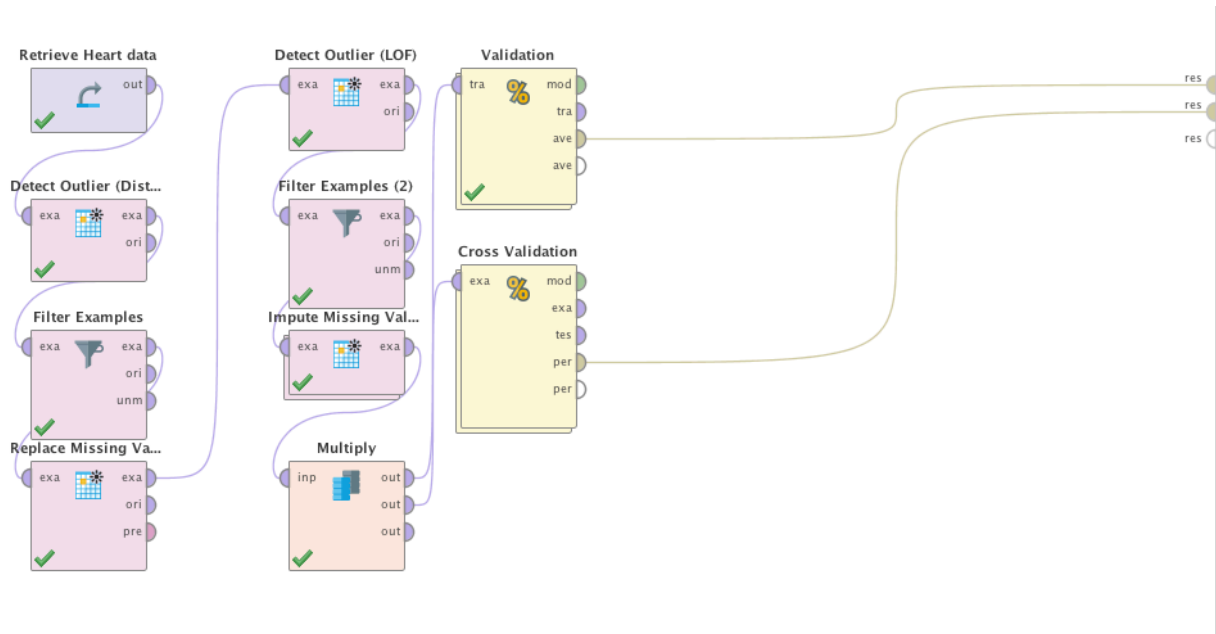 Retrieve Heart data
out
Detect Outlier (Dist...
exa exa
ori
Filter Examples
exa exa
ori
unm
Replace Missing Va...
exa exa
ori
pre
Detect Outlier (LOF)
exa exa
ori
Filter Examples (2)
exa exa
ori
unm
Impute Missing Val...
exa exa
Multiply
inp out
out
out
Validation
tra mod
tra
ave
ave
Cross Validation
exa mod
exa
tes
per
per
res
res
res